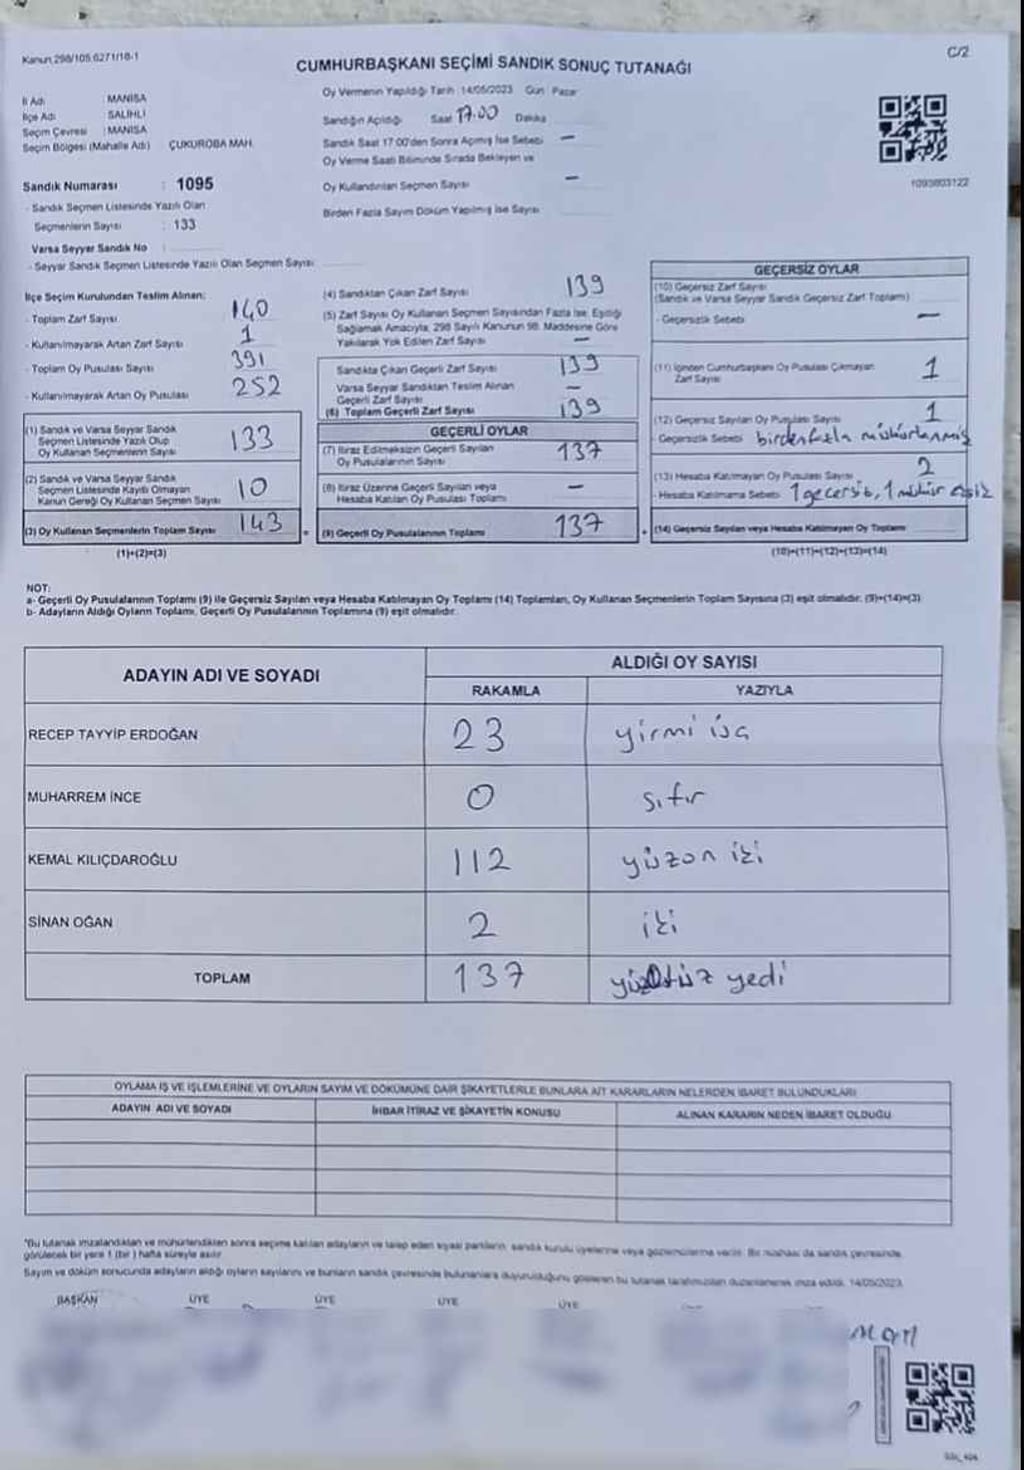 Kanun 298/105 6271/18-1
C/2
CUMHURBAŞKANI SEÇİMİ SANDIK SONUÇ TUTANAĞI
İl Adı : MANİSA
İlçe Adı : SALİHLİ
Seçim Çevresi : MANİSA
Seçim Bölgesi (Mahalle Adı) ÇUKUROBA MAH.
Sandık Numarası : 1095
- Sandık Seçmen Listesinde Yazılı Olan
Seçmenlerin Sayısı : 133
Varsa Seyyar Sandık No :
- Seyyar Sandık Seçmen Listesinde Yazılı Olan Seçmen Sayısı:
Oy Vermenin Yapıldığı Tarih : 14/05/2023 Gün : Pazar
Sandığın Açıldığı Saat 17.00 Dakika
Sandık Saat 17:00'den Sonra Açılmış İse Sebebi —
Oy Verme Saati Bitiminde Sırada Bekleyen ve
Oy Kullandırılan Seçmen Sayısı —
Birden Fazla Sayım Döküm Yapılmış İse Sayısı
1095803122
İlçe Seçim Kurulundan Teslim Alınan;
- Toplam Zarf Sayısı 140
- Kullanılmayarak Artan Zarf Sayısı 1
- Toplam Oy Pusulası Sayısı 391
- Kullanılmayarak Artan Oy Pusulası 252
(1) Sandık ve Varsa Seyyar Sandık
Seçmen Listesinde Yazılı Olup
Oy Kullanan Seçmenlerin Sayısı 133
(2) Sandık ve Varsa Seyyar Sandık
Seçmen Listesinde Kayıtlı Olmayan
Kanun Gereği Oy Kullanan Seçmen Sayısı 10
(3) Oy Kullanan Seçmenlerin Toplam Sayısı 143
(1)+(2)=(3)
(4) Sandıktan Çıkan Zarf Sayısı 139
(5) Zarf Sayısı Oy Kullanan Seçmen Sayısından Fazla İse, Eşitliği
Sağlamak Amacıyla; 298 Sayılı Kanunun 98. Maddesine Göre
Yakılarak Yok Edilen Zarf Sayısı —
Sandıkta Çıkan Geçerli Zarf Sayısı 139
Varsa Seyyar Sandıktan Teslim Alınan
Geçerli Zarf Sayısı —
(6) Toplam Geçerli Zarf Sayısı 139
GEÇERLİ OYLAR
(7) İtiraz Edilmeksizin Geçerli Sayılan
Oy Pusulalarının Sayısı 137
(8) İtiraz Üzerine Geçerli Sayılan veya
Hesaba Katılan Oy Pusulası Toplamı —
(9) Geçerli Oy Pusulalarının Toplamı 137
GEÇERSİZ OYLAR
(10) Geçersiz Zarf Sayısı
(Sandık ve Varsa Seyyar Sandık Geçersiz Zarf Toplamı)
- Geçersizlik Sebebi —
(11) İçinden Cumhurbaşkanı Oy Pusulası Çıkmayan
Zarf Sayısı 1
(12) Geçersiz Sayılan Oy Pusulası Sayısı 1
- Geçersizlik Sebebi birden fazla mühürlanmış
(13) Hesaba Katılmayan Oy Pusulası Sayısı 2
- Hesaba Katılmama Sebebi 1 geçersiz, 1 mühür
(14) Geçersiz Sayılan veya Hesaba Katılmayan Oy Toplamı
(10)+(11)+(12)+(13)=(14)
NOT:
a- Geçerli Oy Pusulalarının Toplamı (9) ile Geçersiz Sayılan veya Hesaba Katılmayan Oy Toplamı (14) Toplamları, Oy Kullanan Seçmenlerin Toplam Sayısına (3) eşit olmalıdır. (9)+(14)=(3)
b- Adayların Aldığı Oyların Toplamı, Geçerli Oy Pusulalarının Toplamına (9) eşit olmalıdır.
ADAYIN ADI VE SOYADI
ALDIĞI OY SAYISI
RAKAMLA YAZIYLA
RECEP TAYYİP ERDOĞAN 23 yirmi üç
MUHARREM İNCE 0 sıfır
KEMAL KILIÇDAROĞLU 112 yüzon iki
SİNAN OĞAN 2 iki
TOPLAM 137 yüzotuz yedi
OYLAMA İŞ VE İŞLEMLERİNE VE OYLARIN SAYIM VE DÖKÜMÜNE DAİR ŞİKAYETLERLE BUNLARA AİT KARARLARIN NELERDEN İBARET BULUNDUKLARI
ADAYIN ADI VE SOYADI İHBAR İTİRAZ VE ŞİKAYETİN KONUSU ALINAN KARARIN NEDEN İBARET OLDUĞU
*Bu tutanak imzalandıktan ve mühürlendikten sonra seçime katılan adayların ve talep eden siyasi partilerin, sandık kurulu üyelerine veya gözlemcilerine verilir. Bir nüshası da sandık çevresinde
görülecek bir yere 1 (bir) hafta süreyle asılır.
Sayım ve döküm sonucunda adayların aldığı oyların sayılarını ve bunların sandık çevresinde bulunanlara duyurulduğunu gösteren bu tutanak tarafımızdan düzenlenerek imza edildi. 14/05/2023
BAŞKAN ÜYE ÜYE ÜYE ÜYE